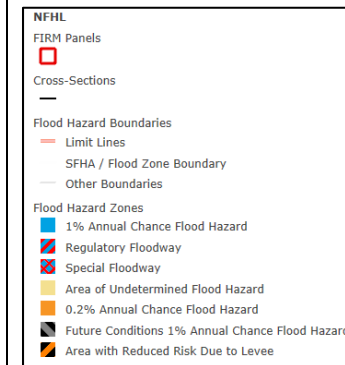 NFHL
FIRM Panels
Cross-Sections
Flood Hazard Boundaries
Limit Lines
SFHA / Flood Zone Boundary
Other Boundaries
Flood Hazard Zones
1% Annual Chance Flood Hazard
Regulatory Floodway
Special Floodway
Area of Undetermined Flood Hazard
0.2% Annual Chance Flood Hazard
Future Conditions 1% Annual Chance Flood Hazard
Area with Reduced Risk Due to Levee